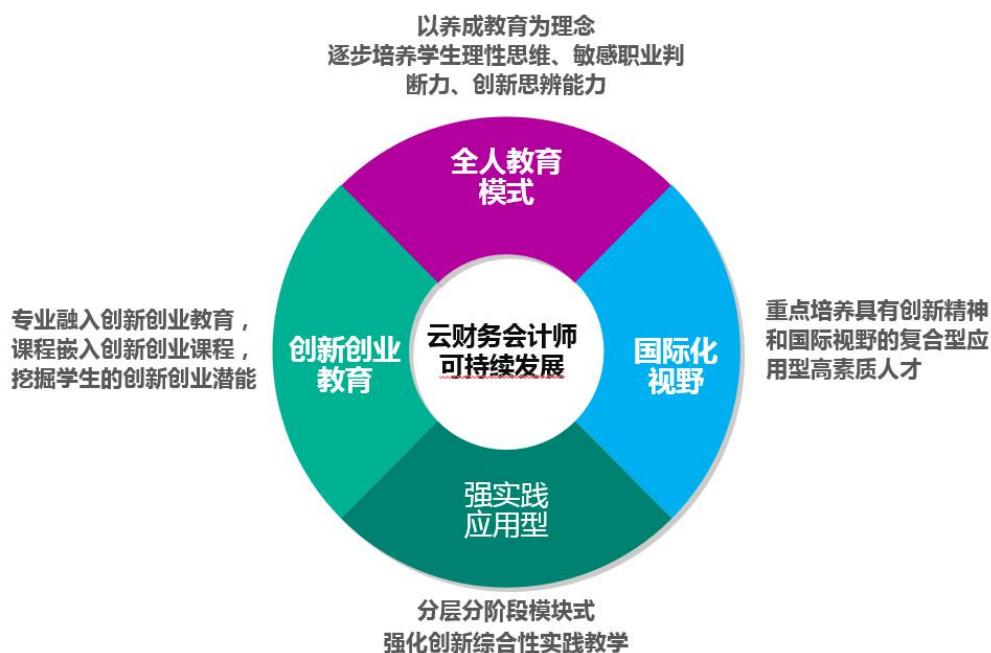 以养成教育为理念
逐步培养学生理性思维、敏感职业判
断力、创新思辨能力
全人教育
模式
专业融入创新创业教育，
课程嵌入创新创业课程，
挖掘学生的创新创业潜能
创新创业
教育
云财务会计师
可持续发展
国际化
视野
重点培养具有创新精神
和国际视野的复合型应
用型高素质人才
强实践
应用型
分层分阶段模块式
强化创新综合性实践教学